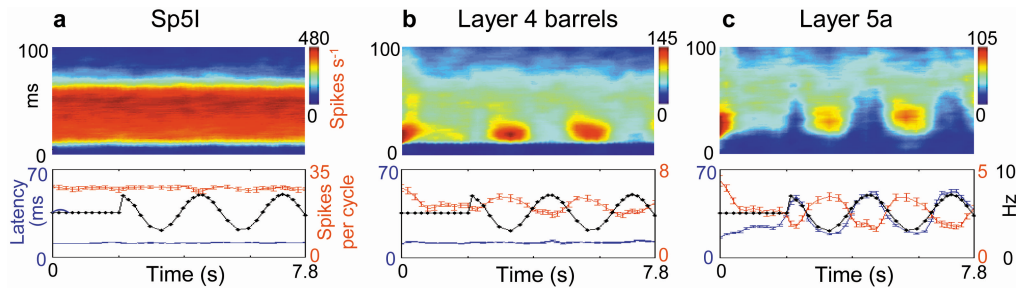 a Sp5I
b Layer 4 barrels
c Layer 5a
100
ms
0
480
0
Spikes s⁻¹
100
0
145
0
100
0
105
0
70
Latency (ms
0
35
Spikes
per cycle
0
0
Time (s)
7.8
70
0
8
0
0
Time (s)
7.8
70
0
5
0
10
Hz
0
0
Time (s)
7.8